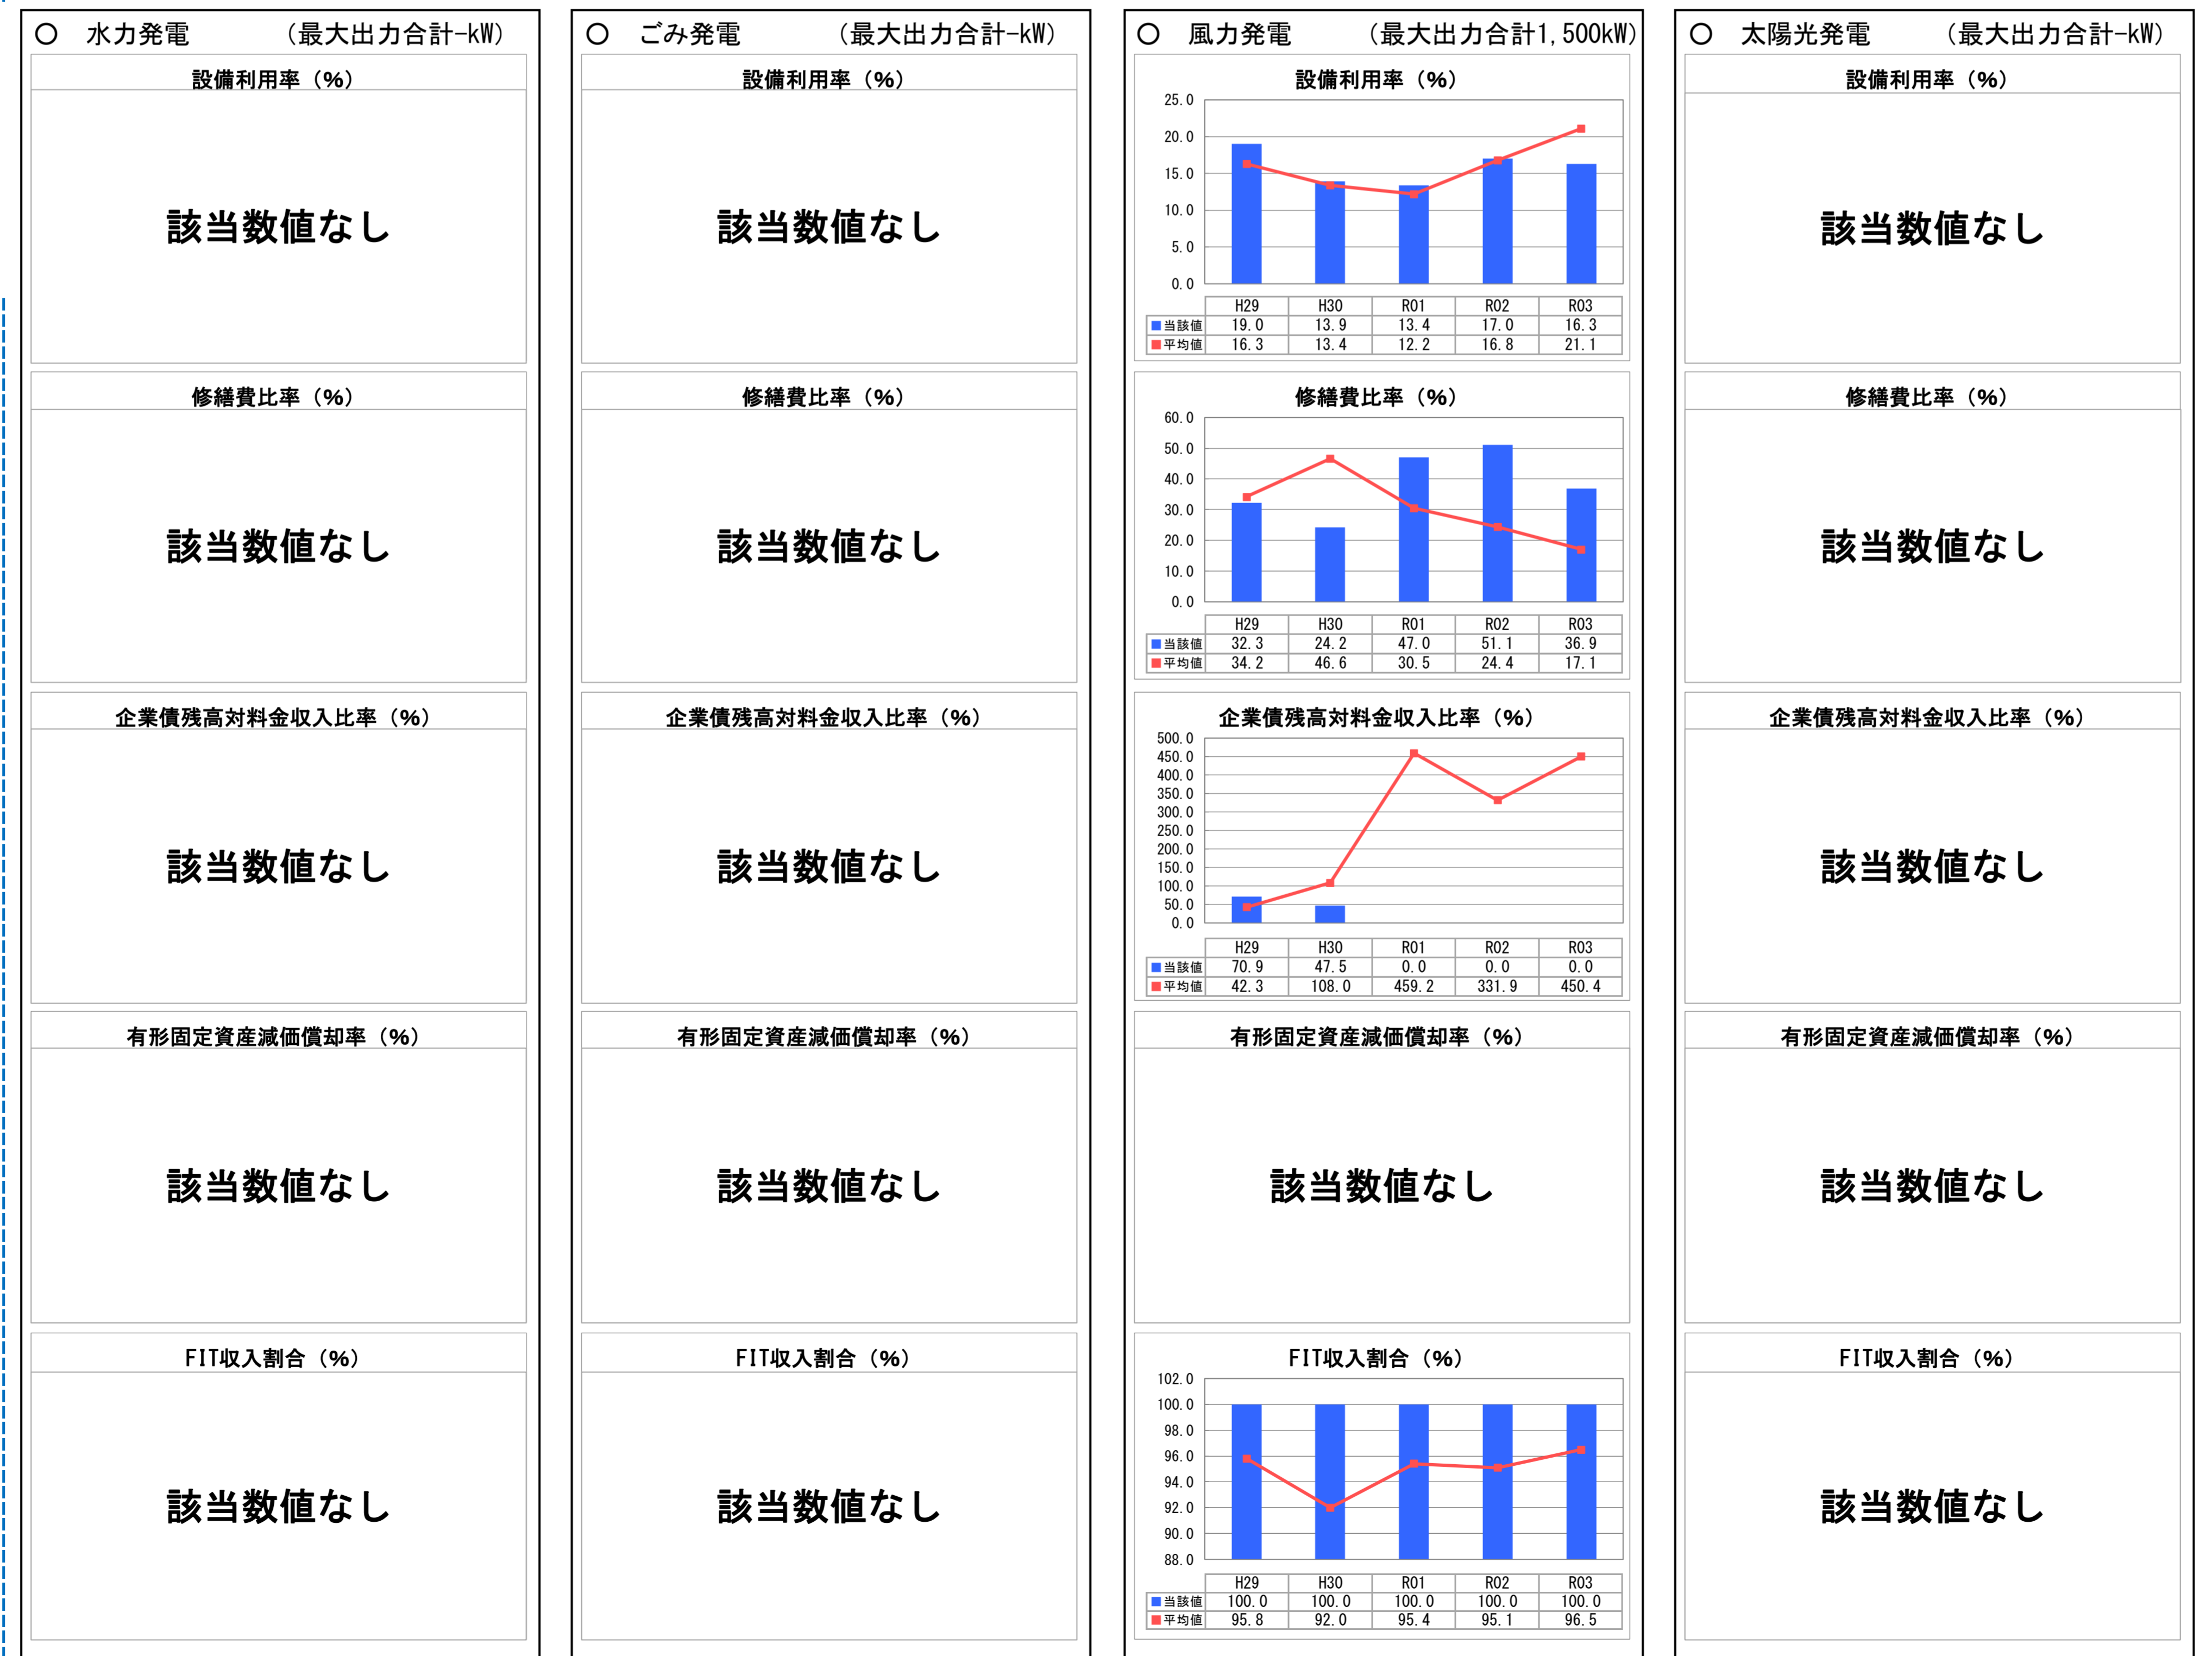 ○ 水力発電 （最大出力合計-kW）
設備利用率（%）
該当数値なし
修繕費比率（%）
該当数値なし
企業債残高対料金収入比率（%）
該当数値なし
有形固定資産減価償却率（%）
該当数値なし
FIT収入割合（%）
該当数値なし
○ ごみ発電 （最大出力合計-kW）
設備利用率（%）
該当数値なし
修繕費比率（%）
該当数値なし
企業債残高対料金収入比率（%）
該当数値なし
有形固定資産減価償却率（%）
該当数値なし
FIT収入割合（%）
該当数値なし
○ 風力発電 （最大出力合計1,500kW）
設備利用率（%）
25.0
20.0
15.0
10.0
5.0
0.0
H29 H30 R01 R02 R03
当該値 19.0 13.9 13.4 17.0 16.3
平均値 16.3 13.4 12.2 16.8 21.1
修繕費比率（%）
60.0
50.0
40.0
30.0
20.0
10.0
0.0
H29 H30 R01 R02 R03
当該値 32.3 24.2 47.0 51.1 36.9
平均値 34.2 46.6 30.5 24.4 17.1
企業債残高対料金収入比率（%）
500.0
450.0
400.0
350.0
300.0
250.0
200.0
150.0
100.0
50.0
0.0
H29 H30 R01 R02 R03
当該値 70.9 47.5 0.0 0.0 0.0
平均値 42.3 108.0 459.2 331.9 450.4
有形固定資産減価償却率（%）
該当数値なし
FIT収入割合（%）
102.0
100.0
98.0
96.0
94.0
92.0
90.0
88.0
H29 H30 R01 R02 R03
当該値 100.0 100.0 100.0 100.0 100.0
平均値 95.8 92.0 95.4 95.1 96.5
○ 太陽光発電 （最大出力合計-kW）
設備利用率（%）
該当数値なし
修繕費比率（%）
該当数値なし
企業債残高対料金収入比率（%）
該当数値なし
有形固定資産減価償却率（%）
該当数値なし
FIT収入割合（%）
該当数値なし